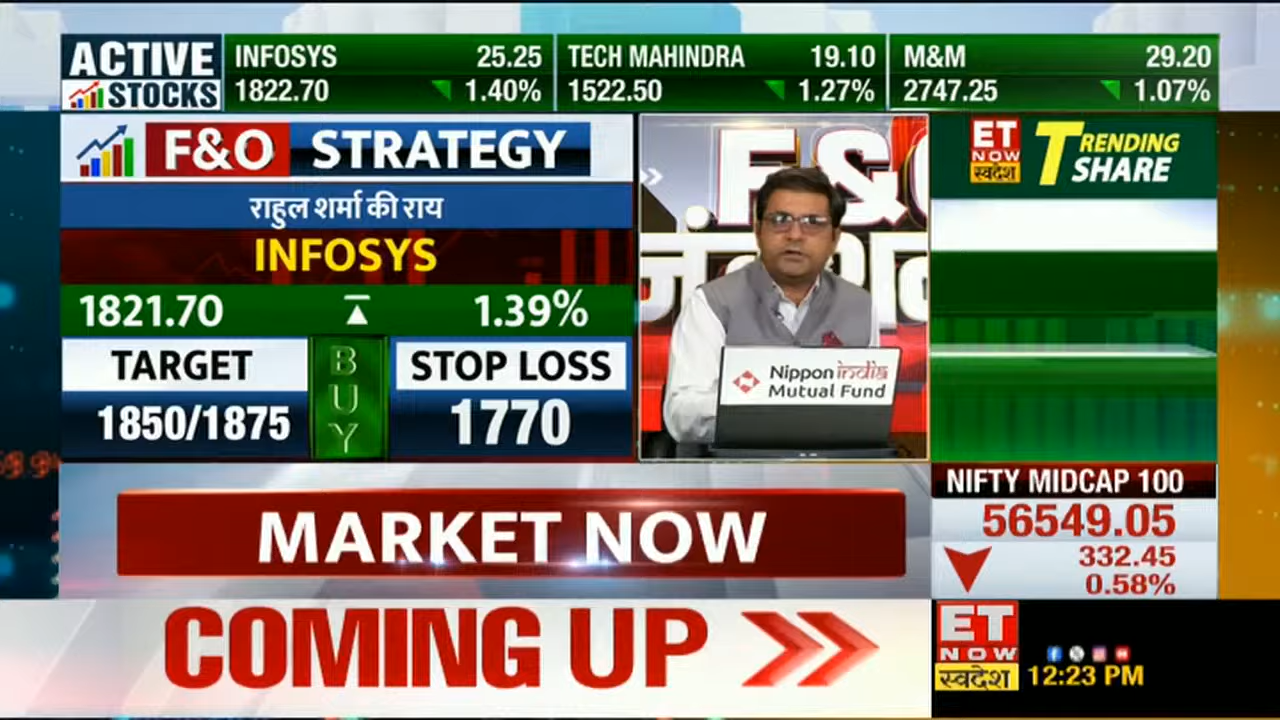 ACTIVE STOCKS
INFOSYS 25.25
1822.70 1.40%
TECH MAHINDRA 19.10
1522.50 1.27%
M&M 29.20
2747.25 1.07%
F&O STRATEGY
राहुल शर्मा की राय
INFOSYS
1821.70 1.39%
TARGET
1850/1875
BUY
STOP LOSS
1770
F&
Nippon india
Mutual Fund
ET
NOW
स्वदेश
TRENDING
SHARE
NIFTY MIDCAP 100
56549.05
332.45
0.58%
MARKET NOW
COMING UP
ET
NOW
स्वदेश
12:23 PM